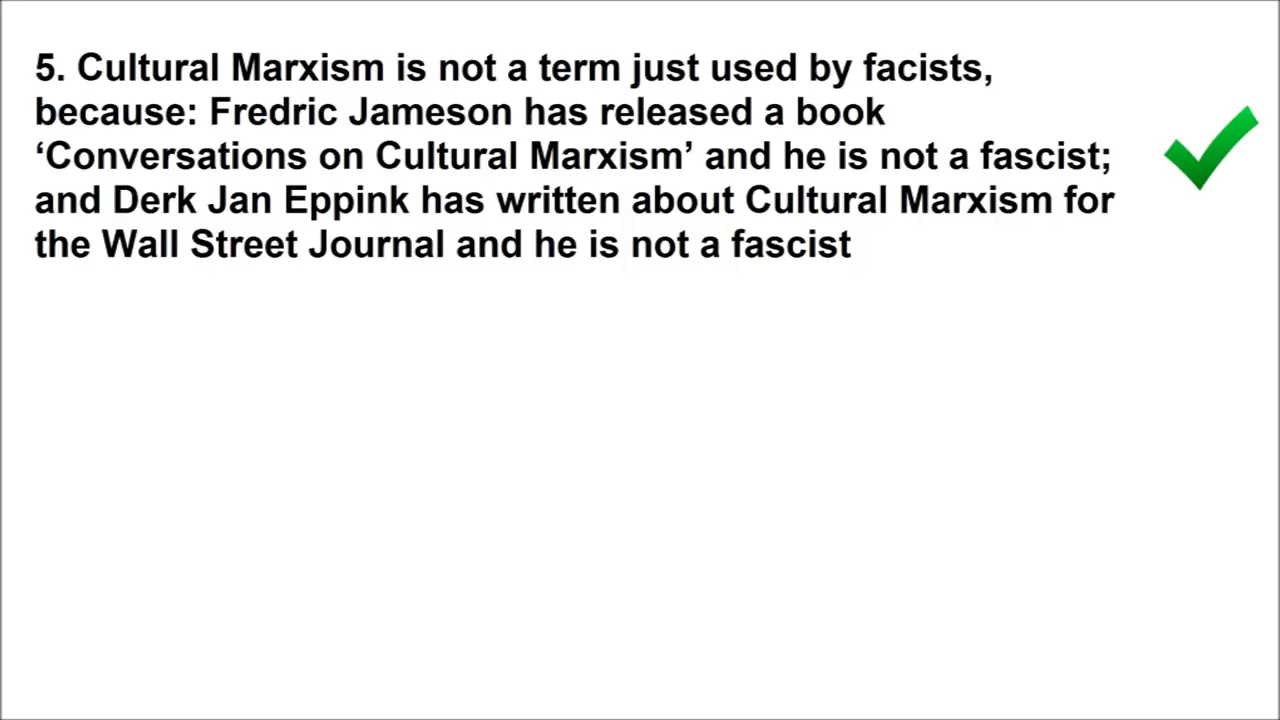 5. Cultural Marxism is not a term just used by facists,
because: Fredric Jameson has released a book
‘Conversations on Cultural Marxism’ and he is not a fascist;
and Derk Jan Eppink has written about Cultural Marxism for
the Wall Street Journal and he is not a fascist